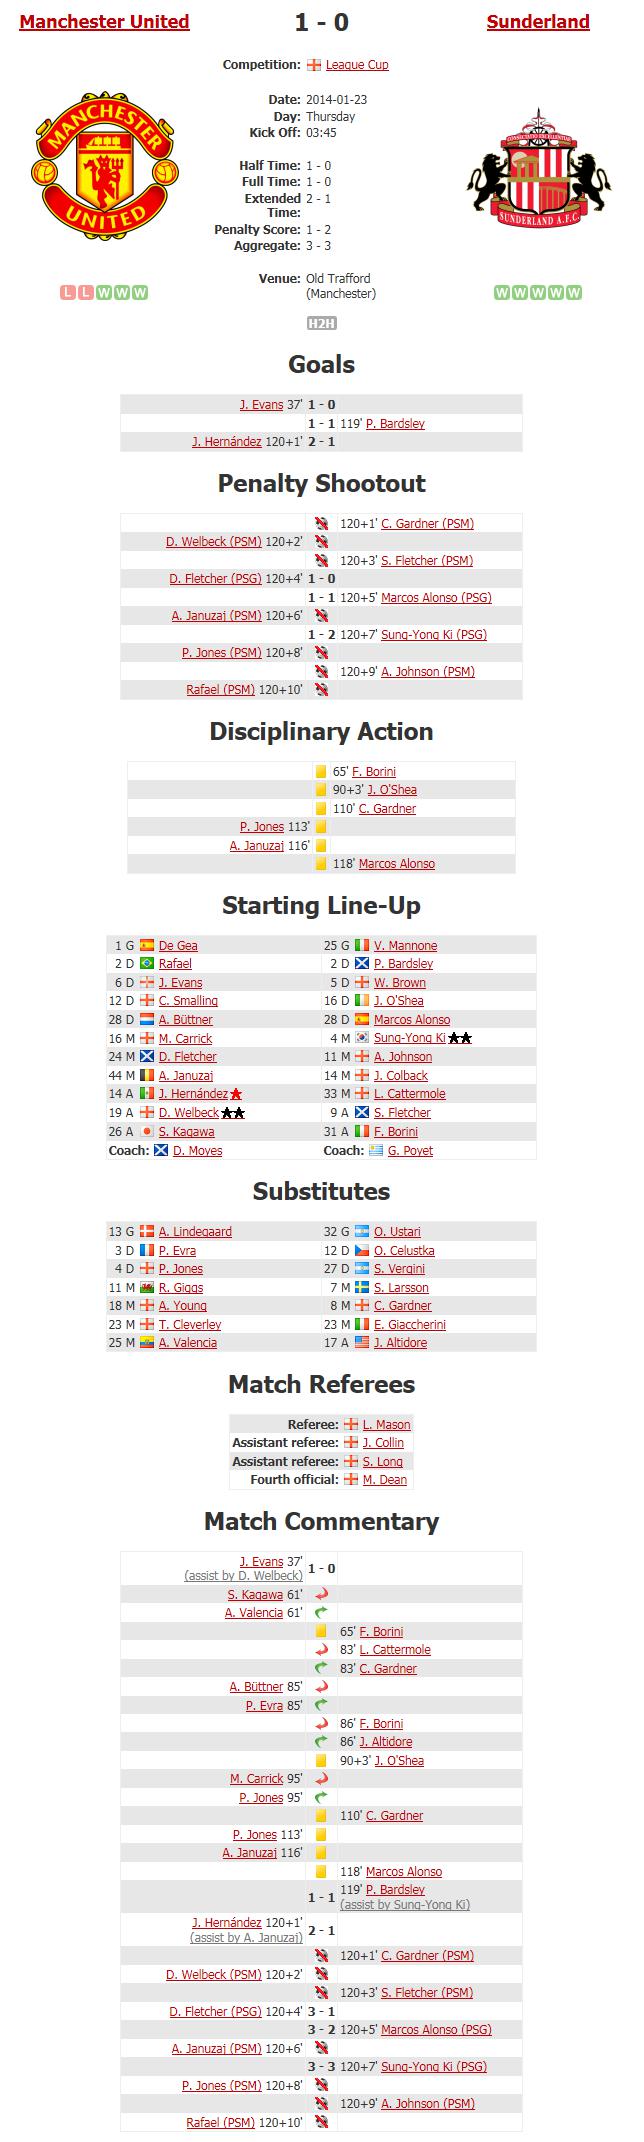 Manchester United 1 - 0 Sunderland
Competition: League Cup
MANCHESTER
UNITED
CONSECTATIO EXCELLENTIAE
SUNDERLAND A.F.C.
Date: 2014-01-23
Day: Thursday
Kick Off: 03:45
Half Time: 1 - 0
Full Time: 1 - 0
Extended 2 - 1
Time:
Penalty Score: 1 - 2
Aggregate: 3 - 3
Venue: Old Trafford
(Manchester)
L L W W W
W W W W W
H2H
Goals
J. Evans 37' 1 - 0
1 - 1 119' P. Bardsley
J. Hernández 120+1' 2 - 1
Penalty Shootout
120+1' C. Gardner (PSM)
D. Welbeck (PSM) 120+2'
120+3' S. Fletcher (PSM)
D. Fletcher (PSG) 120+4' 1 - 0
1 - 1 120+5' Marcos Alonso (PSG)
A. Januzaj (PSM) 120+6'
1 - 2 120+7' Sung-Yong Ki (PSG)
P. Jones (PSM) 120+8'
120+9' A. Johnson (PSM)
Rafael (PSM) 120+10'
Disciplinary Action
65' F. Borini
90+3' J. O'Shea
110' C. Gardner
P. Jones 113'
A. Januzaj 116'
118' Marcos Alonso
Starting Line-Up
1 G De Gea 25 G V. Mannone
2 D Rafael 2 D P. Bardsley
6 D J. Evans 5 D W. Brown
12 D C. Smalling 16 D J. O'Shea
28 D A. Büttner 28 D Marcos Alonso
16 M M. Carrick 4 M Sung-Yong Ki
24 M D. Fletcher 11 M A. Johnson
44 M A. Januzaj 14 M J. Colback
14 A J. Hernández 33 M L. Cattermole
19 A D. Welbeck 9 A S. Fletcher
26 A S. Kagawa 31 A F. Borini
Coach: D. Moyes Coach: G. Poyet
Substitutes
13 G A. Lindegaard 32 G O. Ustari
3 D P. Evra 12 D O. Celustka
4 D P. Jones 27 D S. Vergini
11 M R. Giggs 7 M S. Larsson
18 M A. Young 8 M C. Gardner
23 M T. Cleverley 23 M E. Giaccherini
25 M A. Valencia 17 A J. Altidore
Match Referees
Referee: L. Mason
Assistant referee: J. Collin
Assistant referee: S. Long
Fourth official: M. Dean
Match Commentary
J. Evans 37' 1 - 0
(assist by D. Welbeck)
S. Kagawa 61'
A. Valencia 61'
65' F. Borini
83' L. Cattermole
83' C. Gardner
A. Büttner 85'
P. Evra 85'
86' F. Borini
86' J. Altidore
90+3' J. O'Shea
M. Carrick 95'
P. Jones 95'
110' C. Gardner
P. Jones 113'
A. Januzaj 116'
118' Marcos Alonso
1 - 1 119' P. Bardsley
(assist by Sung-Yong Ki)
J. Hernández 120+1' 2 - 1
(assist by A. Januzaj)
120+1' C. Gardner (PSM)
D. Welbeck (PSM) 120+2'
120+3' S. Fletcher (PSM)
D. Fletcher (PSG) 120+4' 3 - 1
3 - 2 120+5' Marcos Alonso (PSG)
A. Januzaj (PSM) 120+6'
3 - 3 120+7' Sung-Yong Ki (PSG)
P. Jones (PSM) 120+8'
120+9' A. Johnson (PSM)
Rafael (PSM) 120+10'